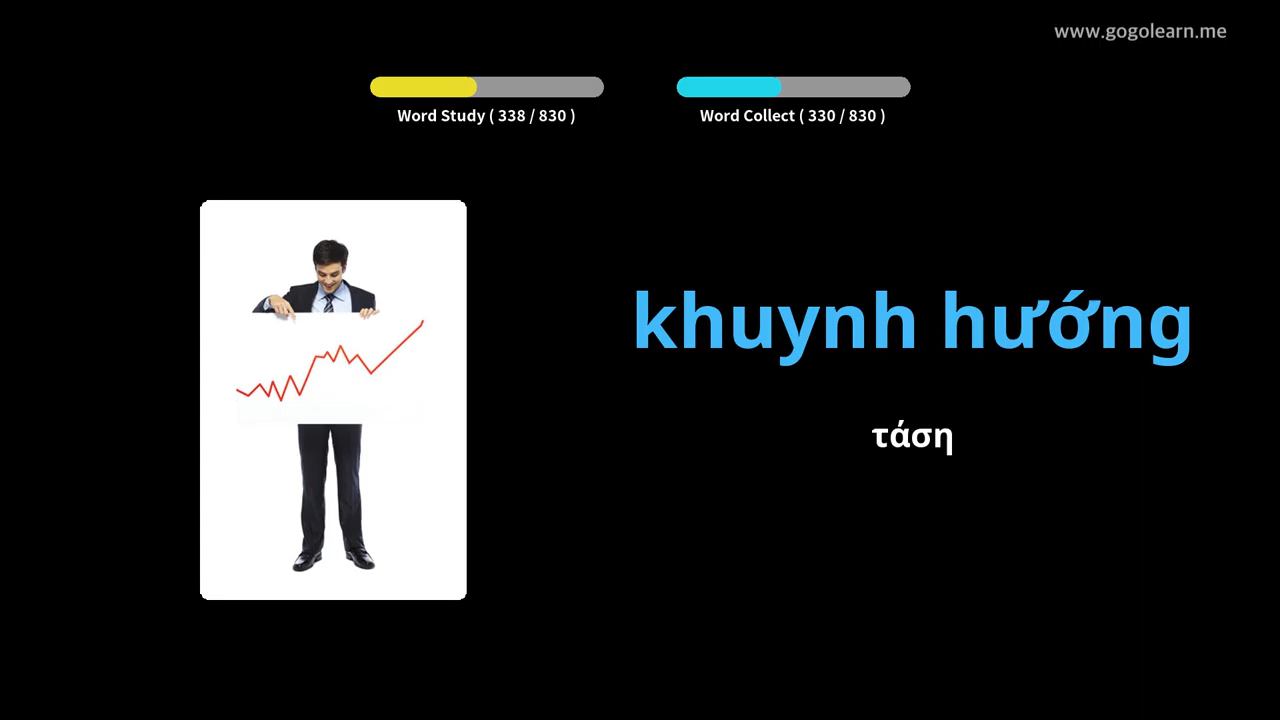 www.gogolearn.me
Word Study ( 338 / 830 )
Word Collect ( 330 / 830 )
khuynh hướng
τάση